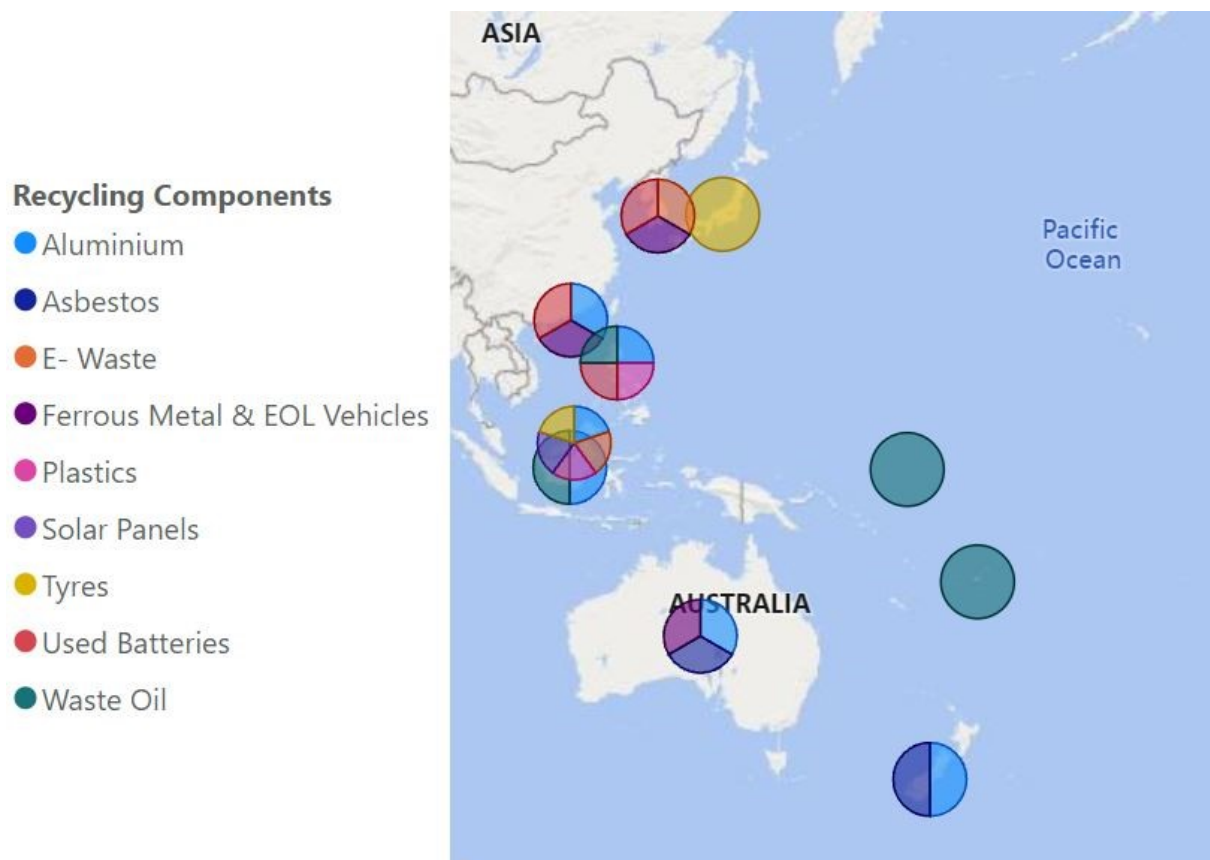 ASIA
Recycling Components
Aluminium
Asbestos
E- Waste
Ferrous Metal & EOL Vehicles
Plastics
Solar Panels
Tyres
Used Batteries
Waste Oil
Pacific
Ocean
AUSTRALIA